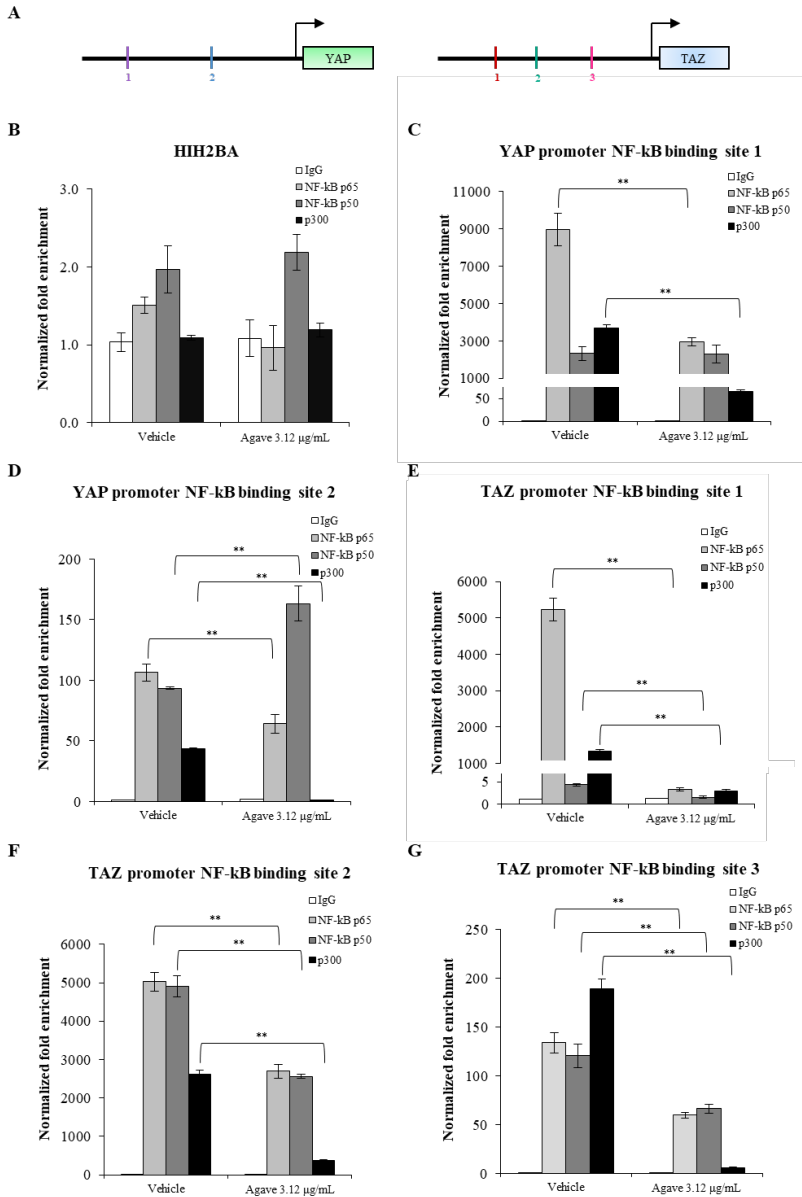 A
YAP
TAZ
1 2
1 2 3
B
HIH2BA
IgG
NF-kB p65
NF-kB p50
p300
Normalized fold enrichment
3.0
2.0
1.0
0.0
Vehicle Agave 3.12 µg/mL
C
YAP promoter NF-kB binding site 1
IgG
NF-kB p65
NF-kB p50
p300
**
**
Normalized fold enrichment
11000
9000
7000
5000
3000
1000
50
0
Vehicle Agave 3.12 µg/mL
D
YAP promoter NF-kB binding site 2
IgG
NF-kB p65
NF-kB p50
p300
**
**
**
Normalized fold enrichment
200
150
100
50
0
Vehicle Agave 3.12 µg/mL
E
TAZ promoter NF-kB binding site 1
IgG
NF-kB p65
NF-kB p50
p300
**
**
**
Normalized fold enrichment
6000
5000
4000
3000
2000
1000
5
0
Vehicle Agave 3.12 µg/mL
F
TAZ promoter NF-kB binding site 2
IgG
NF-kB p65
NF-kB p50
p300
**
**
**
Normalized fold enrichment
6000
5000
4000
3000
2000
1000
0
Vehicle Agave 3.12 µg/mL
G
TAZ promoter NF-kB binding site 3
IgG
NF-kB p65
NF-kB p50
p300
**
**
**
Normalized fold enrichment
250
200
150
100
50
0
Vehicle Agave 3.12 µg/mL